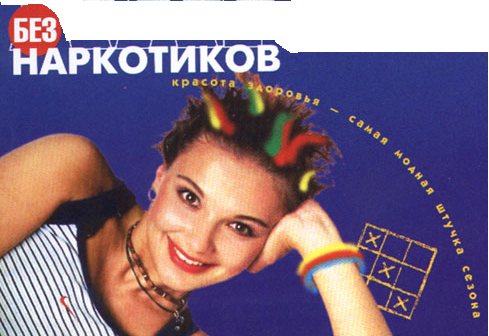 БЕЗ
НАРКОТИКОВ
красота здоровья – самая модная штучка сезона